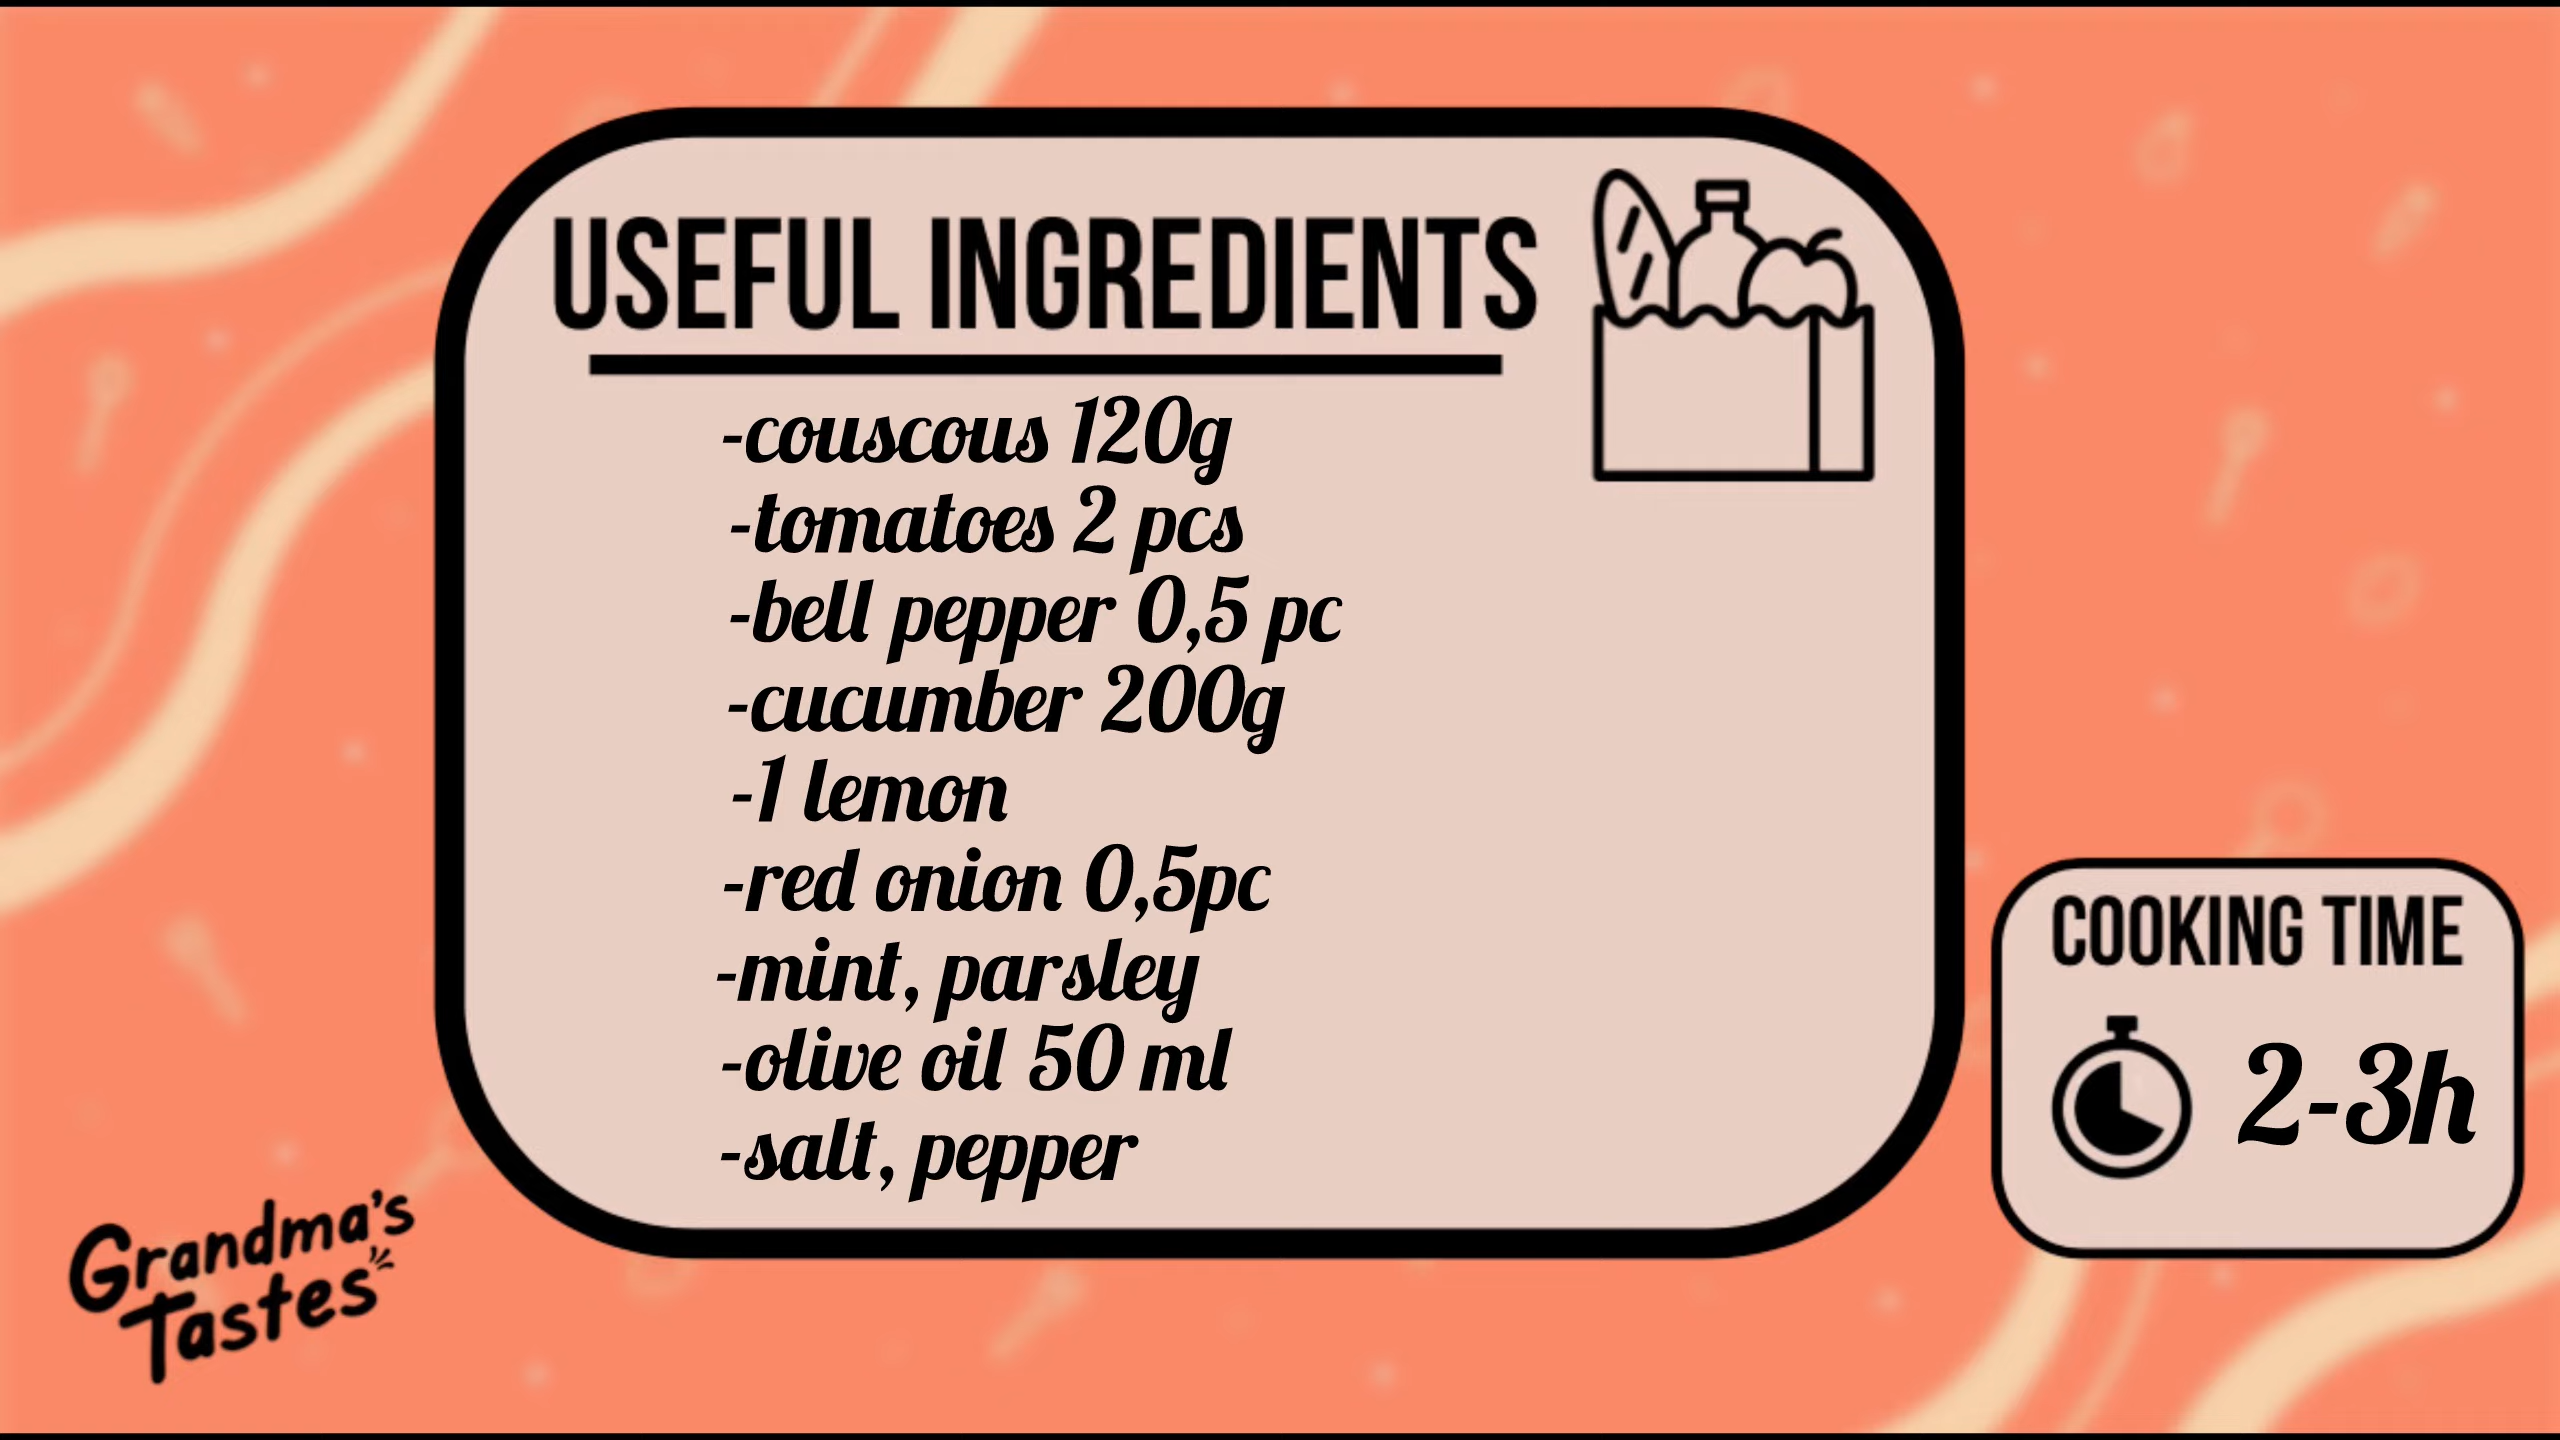 USEFUL INGREDIENTS
-couscous 120g
-tomatoes 2 pcs
-bell pepper 0,5 pc
-cucumber 200g
-1 lemon
-red onion 0,5pc
-mint, parsley
-olive oil 50 ml
-salt, pepper
COOKING TIME
2-3h
Grandma's
Tastes